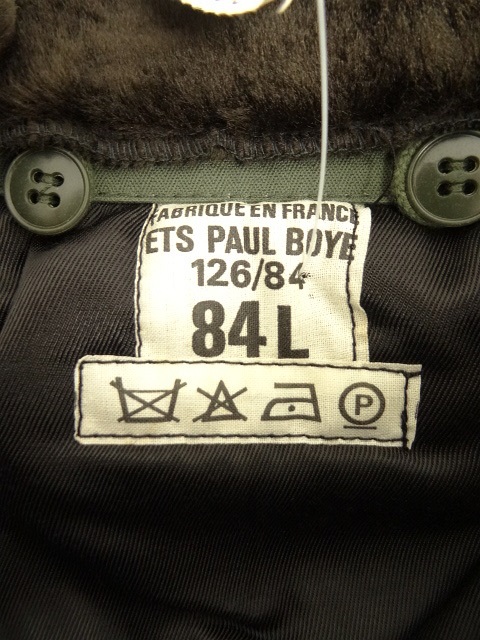 FABRIQUE EN FRANCE
ETS PAUL BOYE
126/84
84 L
P